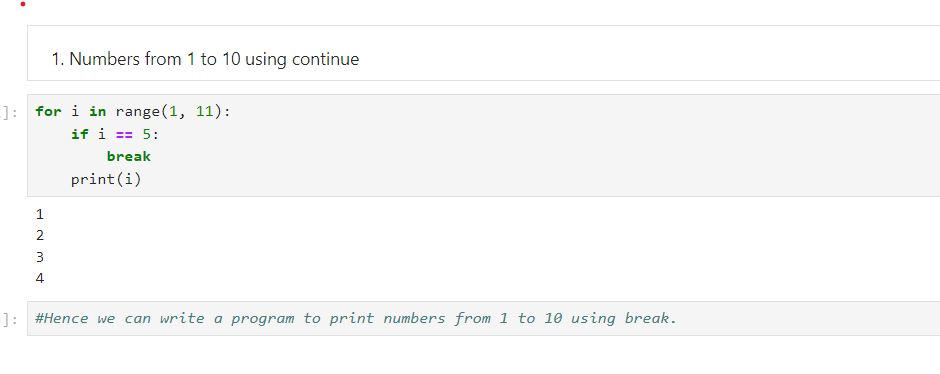 1. Numbers from 1 to 10 using continue
]: for i in range(1, 11):
    if i == 5:
        break
    print(i)
1
2
3
4
]: #Hence we can write a program to print numbers from 1 to 10 using break.